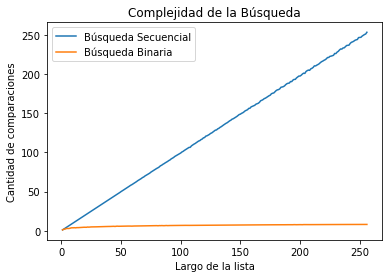 Complejidad de la Búsqueda
Búsqueda Secuencial
Búsqueda Binaria
Cantidad de comparaciones
250
200
150
100
50
0
0 50 100 150 200 250
Largo de la lista